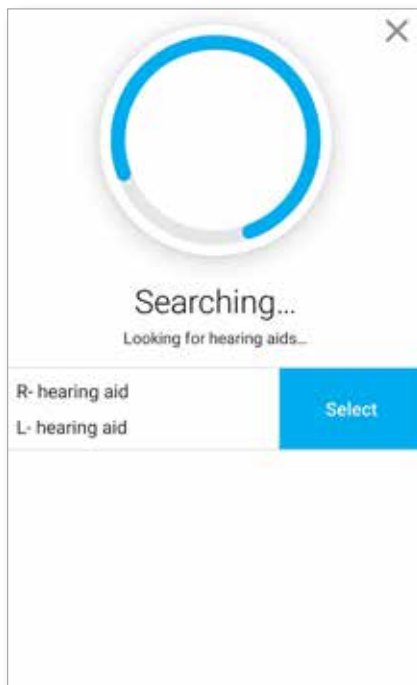 Searching...
Looking for hearing aids...
R- hearing aid
L- hearing aid
Select